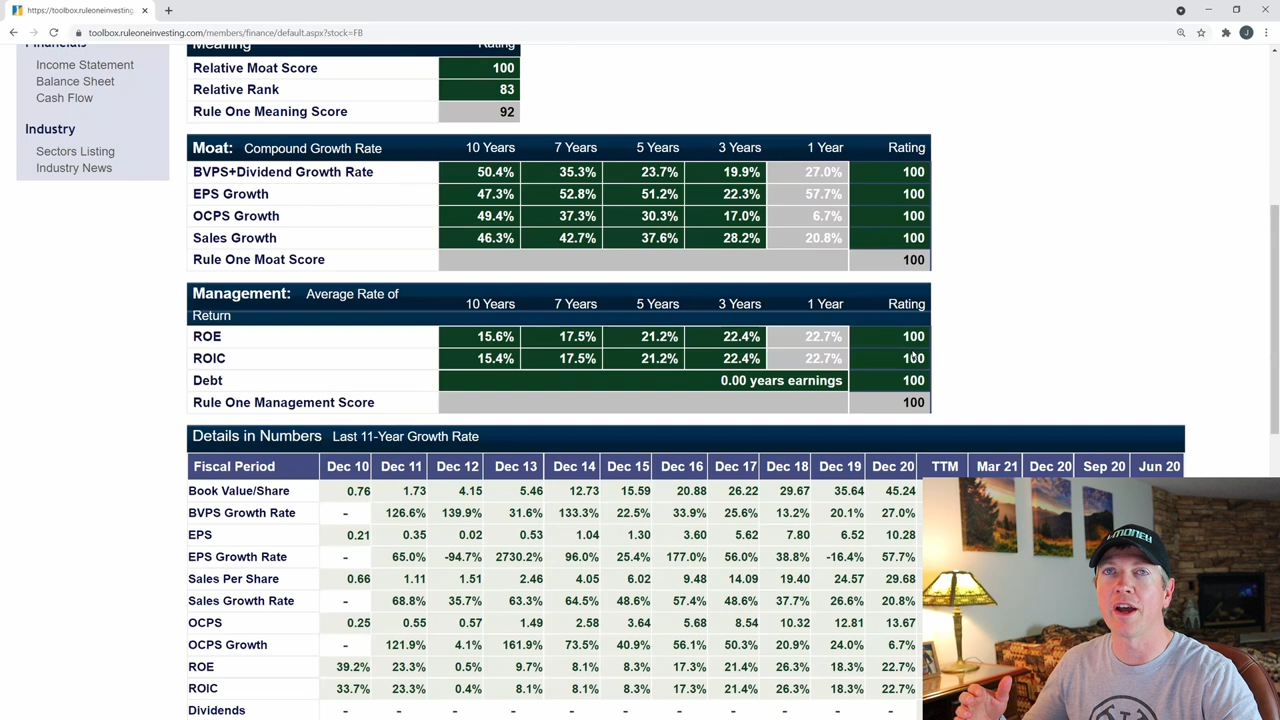 https://toolbox.ruleoneinvesting
toolbox.ruleoneinvesting.com/members/finance/default.aspx?stock=FB
J
Financials
Income Statement
Balance Sheet
Cash Flow
Industry
Sectors Listing
Industry News
Meaning Rating
Relative Moat Score 100
Relative Rank 83
Rule One Meaning Score 92
Moat: Compound Growth Rate 10 Years 7 Years 5 Years 3 Years 1 Year Rating
BVPS+Dividend Growth Rate 50.4% 35.3% 23.7% 19.9% 27.0% 100
EPS Growth 47.3% 52.8% 51.2% 22.3% 57.7% 100
OCPS Growth 49.4% 37.3% 30.3% 17.0% 6.7% 100
Sales Growth 46.3% 42.7% 37.6% 28.2% 20.8% 100
Rule One Moat Score 100
Management: Average Rate of
Return 10 Years 7 Years 5 Years 3 Years 1 Year Rating
ROE 15.6% 17.5% 21.2% 22.4% 22.7% 100
ROIC 15.4% 17.5% 21.2% 22.4% 22.7% 100
Debt 0.00 years earnings 100
Rule One Management Score 100
Details in Numbers Last 11-Year Growth Rate
Fiscal Period Dec 10 Dec 11 Dec 12 Dec 13 Dec 14 Dec 15 Dec 16 Dec 17 Dec 18 Dec 19 Dec 20 TTM Mar 21 Dec 20 Sep 20 Jun 20
Book Value/Share 0.76 1.73 4.15 5.46 12.73 15.59 20.88 26.22 29.67 35.64 45.24
BVPS Growth Rate - 126.6% 139.9% 31.6% 133.3% 22.5% 33.9% 25.6% 13.2% 20.1% 27.0%
EPS 0.21 0.35 0.02 0.53 1.04 1.30 3.60 5.62 7.80 6.52 10.28
EPS Growth Rate - 65.0% -94.7% 2730.2% 96.0% 25.4% 177.0% 56.0% 38.8% -16.4% 57.7%
Sales Per Share 0.66 1.11 1.51 2.46 4.05 6.02 9.48 14.09 19.40 24.57 29.68
Sales Growth Rate - 68.8% 35.7% 63.3% 64.5% 48.6% 57.4% 48.6% 37.7% 26.6% 20.8%
OCPS 0.25 0.55 0.57 1.49 2.58 3.64 5.68 8.54 10.32 12.81 13.67
OCPS Growth - 121.9% 4.1% 161.9% 73.5% 40.9% 56.1% 50.3% 20.9% 24.0% 6.7%
ROE 39.2% 23.3% 0.5% 9.7% 8.1% 8.3% 17.3% 21.4% 26.3% 18.3% 22.7%
ROIC 33.7% 23.3% 0.4% 8.1% 8.1% 8.3% 17.3% 21.4% 26.3% 18.3% 22.7%
Dividends - - - - - - - - - - -